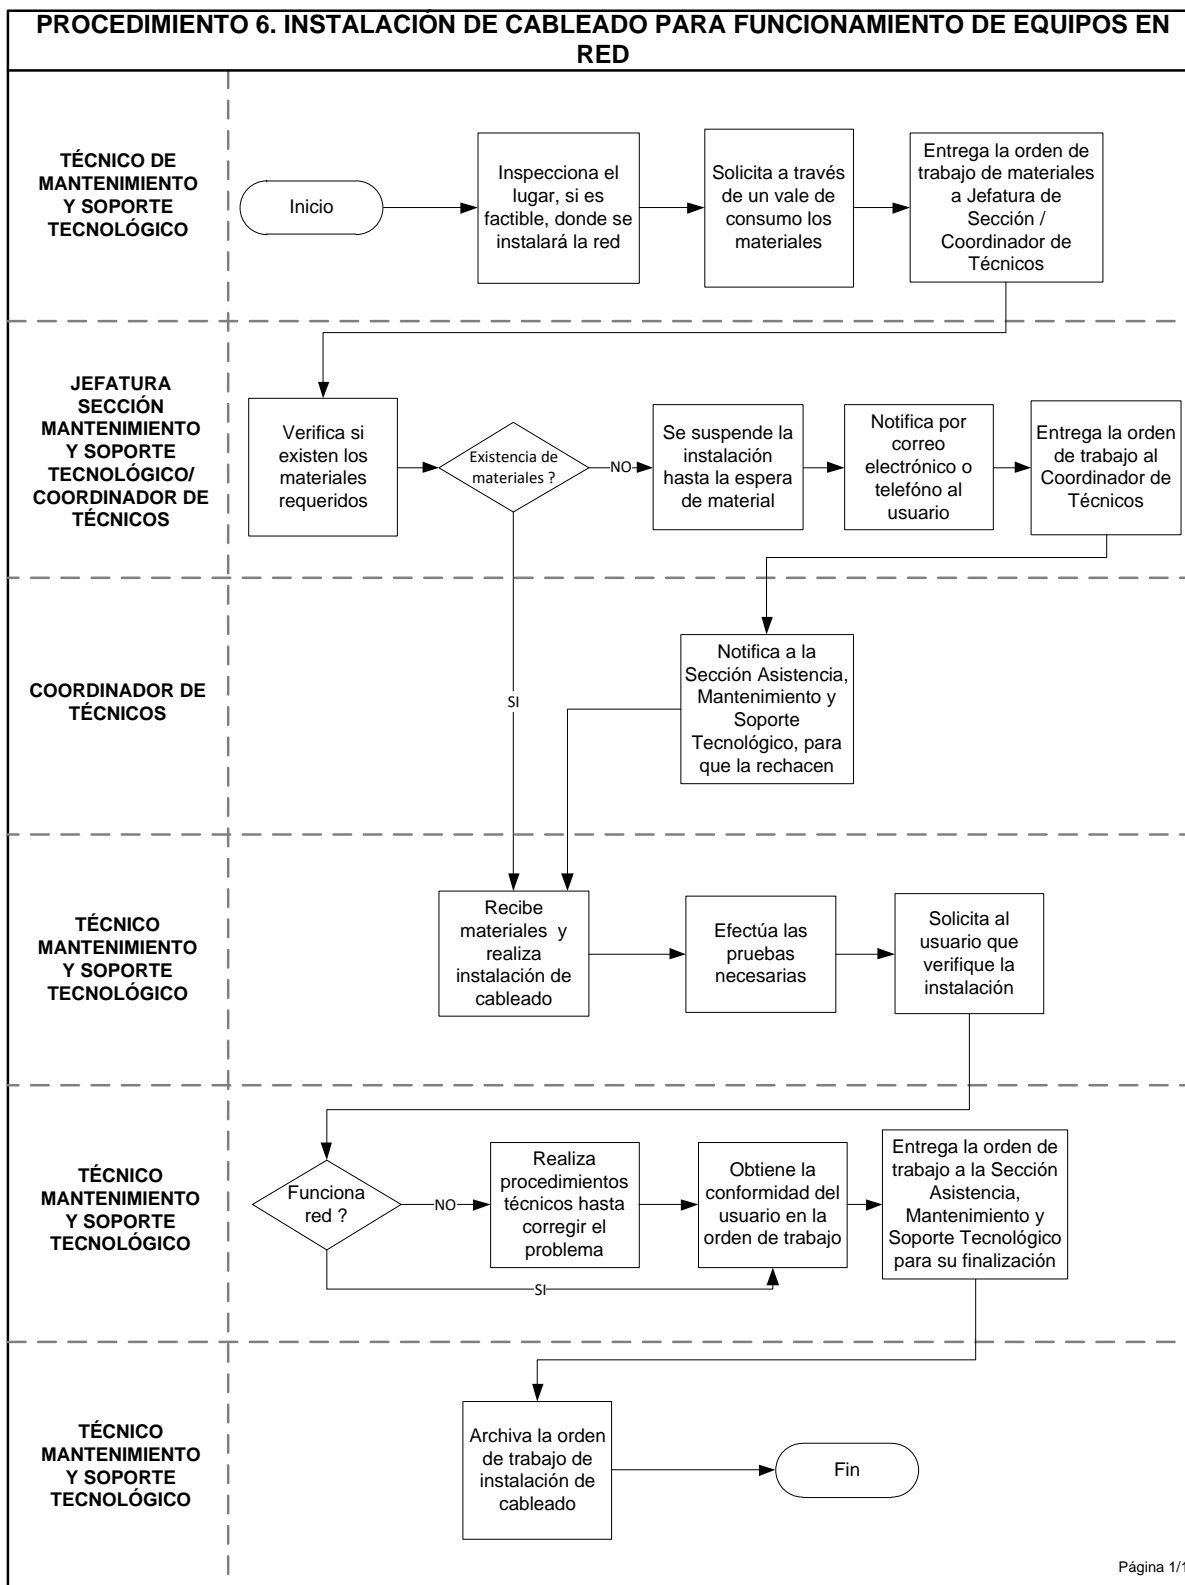 PROCEDIMIENTO 6. INSTALACIÓN DE CABLEADO PARA FUNCIONAMIENTO DE EQUIPOS EN
RED
TÉCNICO DE
MANTENIMIENTO
Y SOPORTE
TECNOLÓGICO
Inicio
Inspecciona el
lugar, si es
factible, donde se
instalará la red
Solicita a través
de un vale de
consumo los
materiales
Entrega la orden de
trabajo de materiales
a Jefatura de
Sección /
Coordinador de
Técnicos
JEFATURA
SECCIÓN
MANTENIMIENTO
Y SOPORTE
TECNOLÓGICO/
COORDINADOR DE
TÉCNICOS
Verifica si
existen los
materiales
requeridos
Existencia de
materiales ?
NO
Se suspende la
instalación
hasta la espera
de material
Notifica por
correo
electrónico o
telefóno al
usuario
Entrega la orden
de trabajo al
Coordinador de
Técnicos
COORDINADOR DE
TÉCNICOS
SI
Notifica a la
Sección Asistencia,
Mantenimiento y
Soporte
Tecnológico, para
que la rechacen
TÉCNICO
MANTENIMIENTO
Y SOPORTE
TECNOLÓGICO
Recibe
materiales y
realiza
instalación de
cableado
Efectúa las
pruebas
necesarias
Solicita al
usuario que
verifique la
instalación
TÉCNICO
MANTENIMIENTO
Y SOPORTE
TECNOLÓGICO
Funciona
red ?
NO
Realiza
procedimientos
técnicos hasta
corregir el
problema
Obtiene la
conformidad del
usuario en la
orden de trabajo
Entrega la orden de
trabajo a la Sección
Asistencia,
Mantenimiento y
Soporte Tecnológico
para su finalización
SI
TÉCNICO
MANTENIMIENTO
Y SOPORTE
TECNOLÓGICO
Archiva la orden
de trabajo de
instalación de
cableado
Fin
Página 1/1